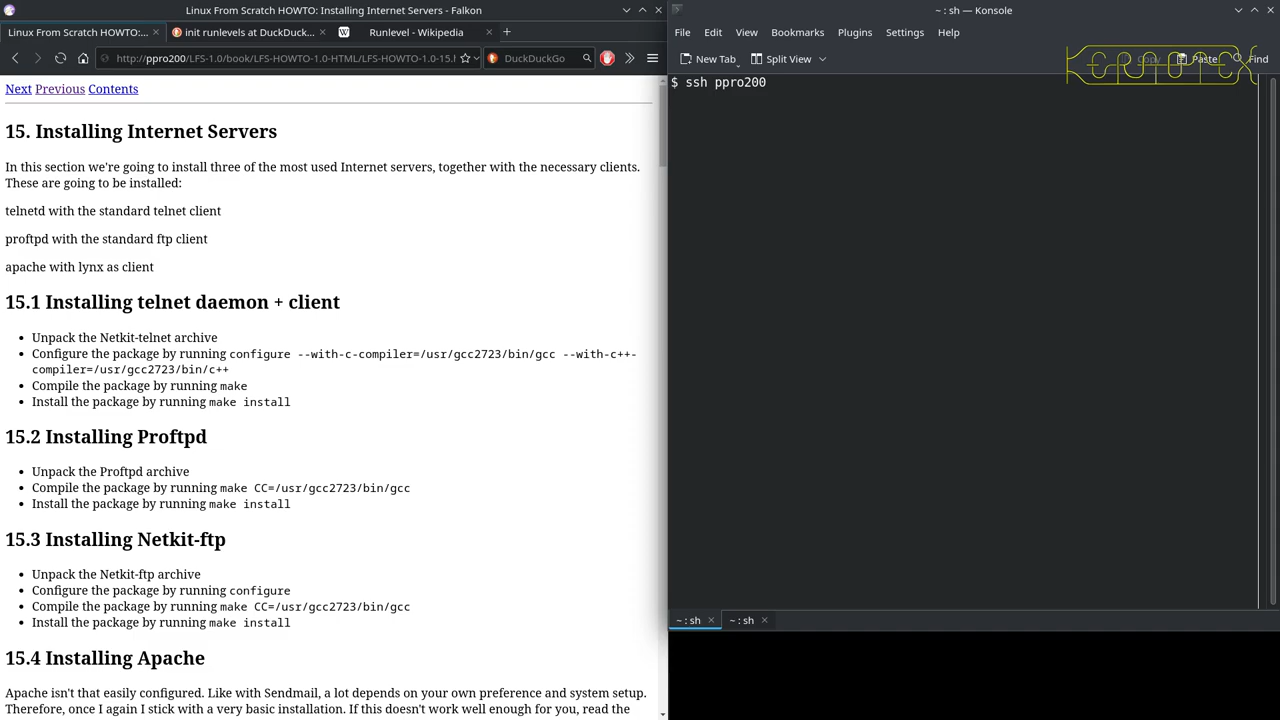 Linux From Scratch HOWTO: Installing Internet Servers - Falkon
Linux From Scratch HOWTO:...
init runlevels at DuckDuck...
Runlevel - Wikipedia
http://ppro200/LFS-1.0/book/LFS-HOWTO-1.0-HTML/LFS-HOWTO-1.0-15.
DuckDuckGo
Next Previous Contents
15. Installing Internet Servers
In this section we're going to install three of the most used Internet servers, together with the necessary clients.
These are going to be installed:
telnetd with the standard telnet client
proftpd with the standard ftp client
apache with lynx as client
15.1 Installing telnet daemon + client
• Unpack the Netkit-telnet archive
• Configure the package by running configure --with-c-compiler=/usr/gcc2723/bin/gcc --with-c++-
compiler=/usr/gcc2723/bin/c++
• Compile the package by running make
• Install the package by running make install
15.2 Installing Proftpd
• Unpack the Proftpd archive
• Compile the package by running make CC=/usr/gcc2723/bin/gcc
• Install the package by running make install
15.3 Installing Netkit-ftp
• Unpack the Netkit-ftp archive
• Configure the package by running configure
• Compile the package by running make CC=/usr/gcc2723/bin/gcc
• Install the package by running make install
15.4 Installing Apache
Apache isn't that easily configured. Like with Sendmail, a lot depends on your own preference and system setup.
Therefore, once I again I stick with a very basic installation. If this doesn't work well enough for you, read the
~ : sh — Konsole
File Edit View Bookmarks Plugins Settings Help
New Tab Split View Copy Paste Find
$ ssh ppro200
~ : sh
~ : sh